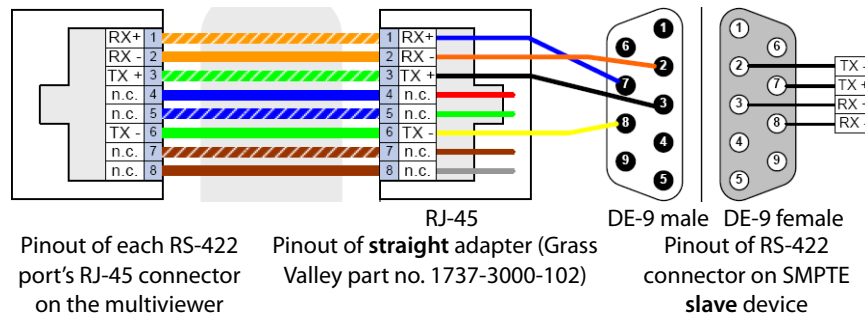 RX+ 1
RX - 2
TX + 3
n.c. 4
n.c. 5
TX - 6
n.c. 7
n.c. 8
1 RX+
2 RX -
3 TX +
4 n.c.
5 n.c.
6 TX -
7 n.c.
8 n.c.
1
6
2
7
3
8
4
9
5
1
6
2
7
3
8
4
9
5
TX -
TX +
RX
RX -
RJ-45
DE-9 male
DE-9 female
Pinout of each RS-422
port's RJ-45 connector
on the multiviewer
Pinout of straight adapter (Grass
Valley part no. 1737-3000-102)
Pinout of RS-422
connector on SMPTE
slave device